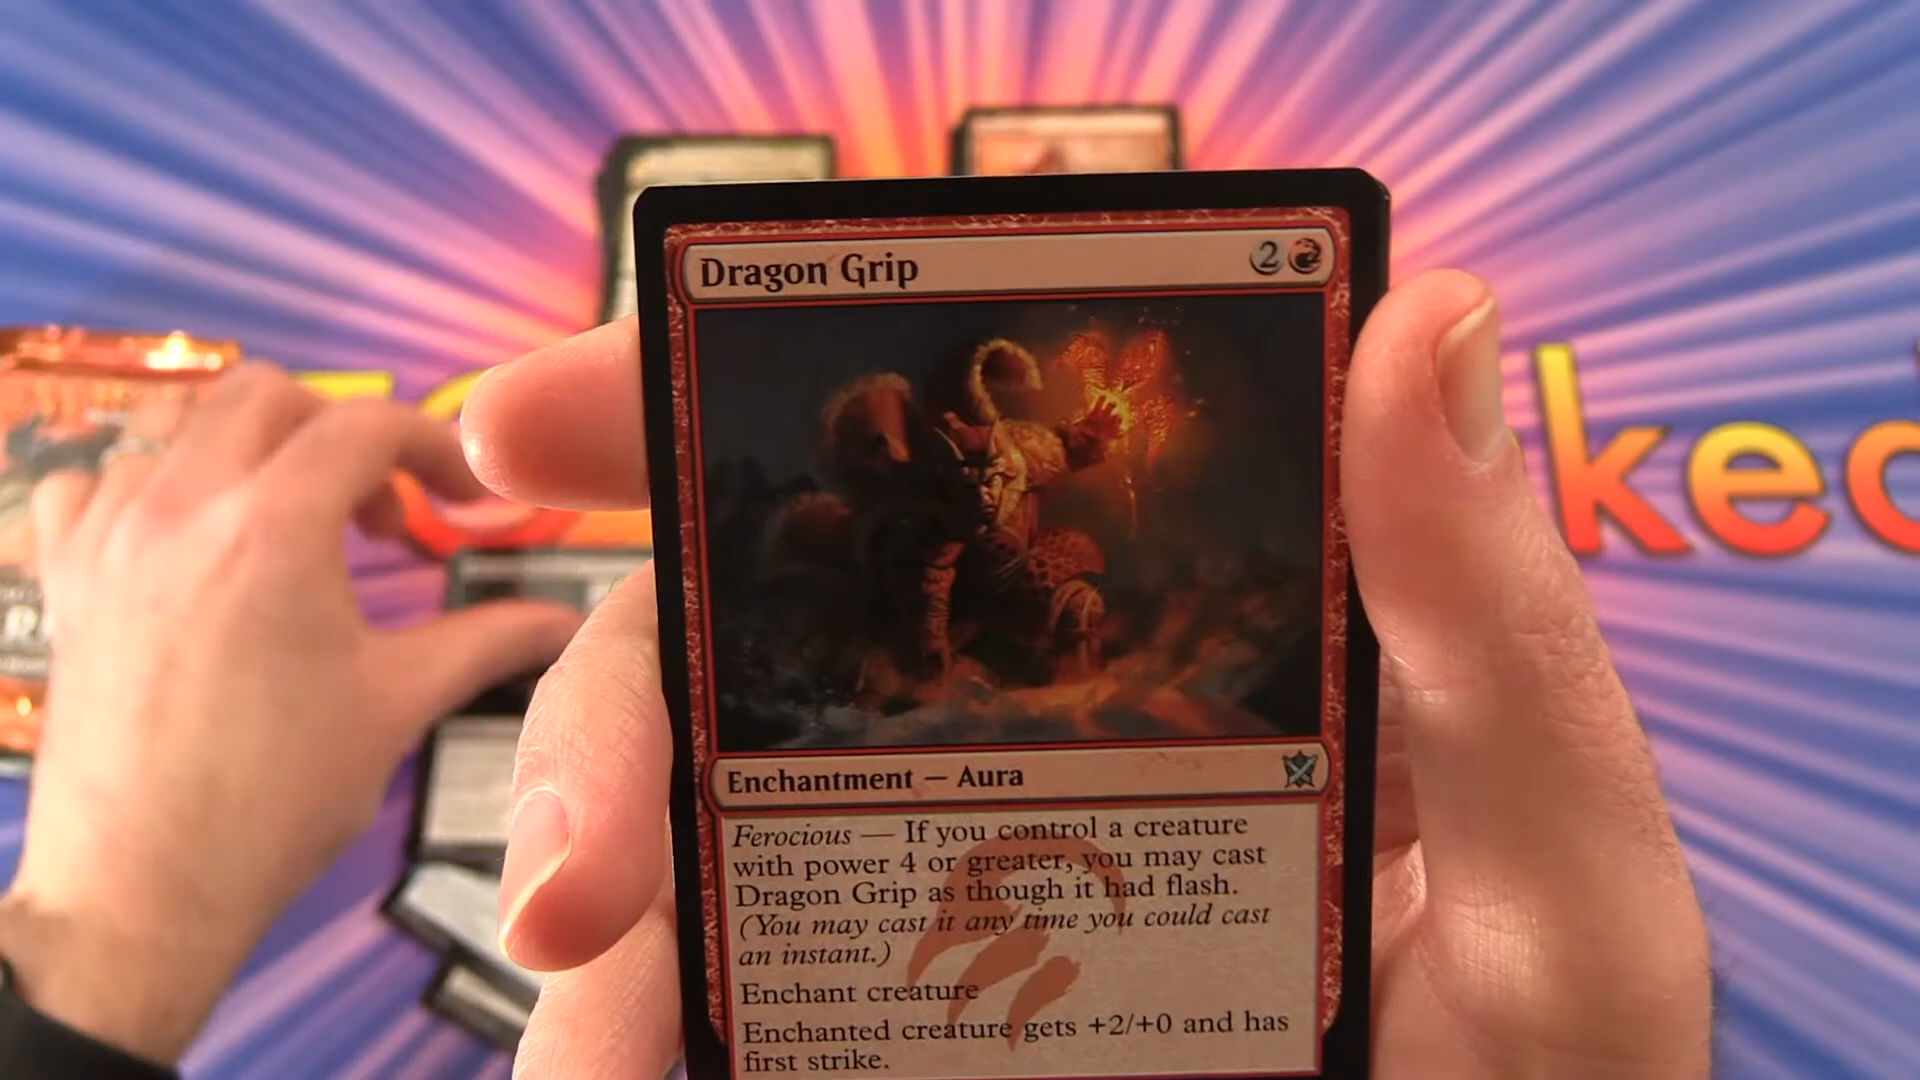 Dragon Grip 2
ked
Enchantment — Aura
Ferocious — If you control a creature
with power 4 or greater, you may cast
Dragon Grip as though it had flash.
(You may cast it any time you could cast
an instant.)
Enchant creature
Enchanted creature gets +2/+0 and has
first strike.